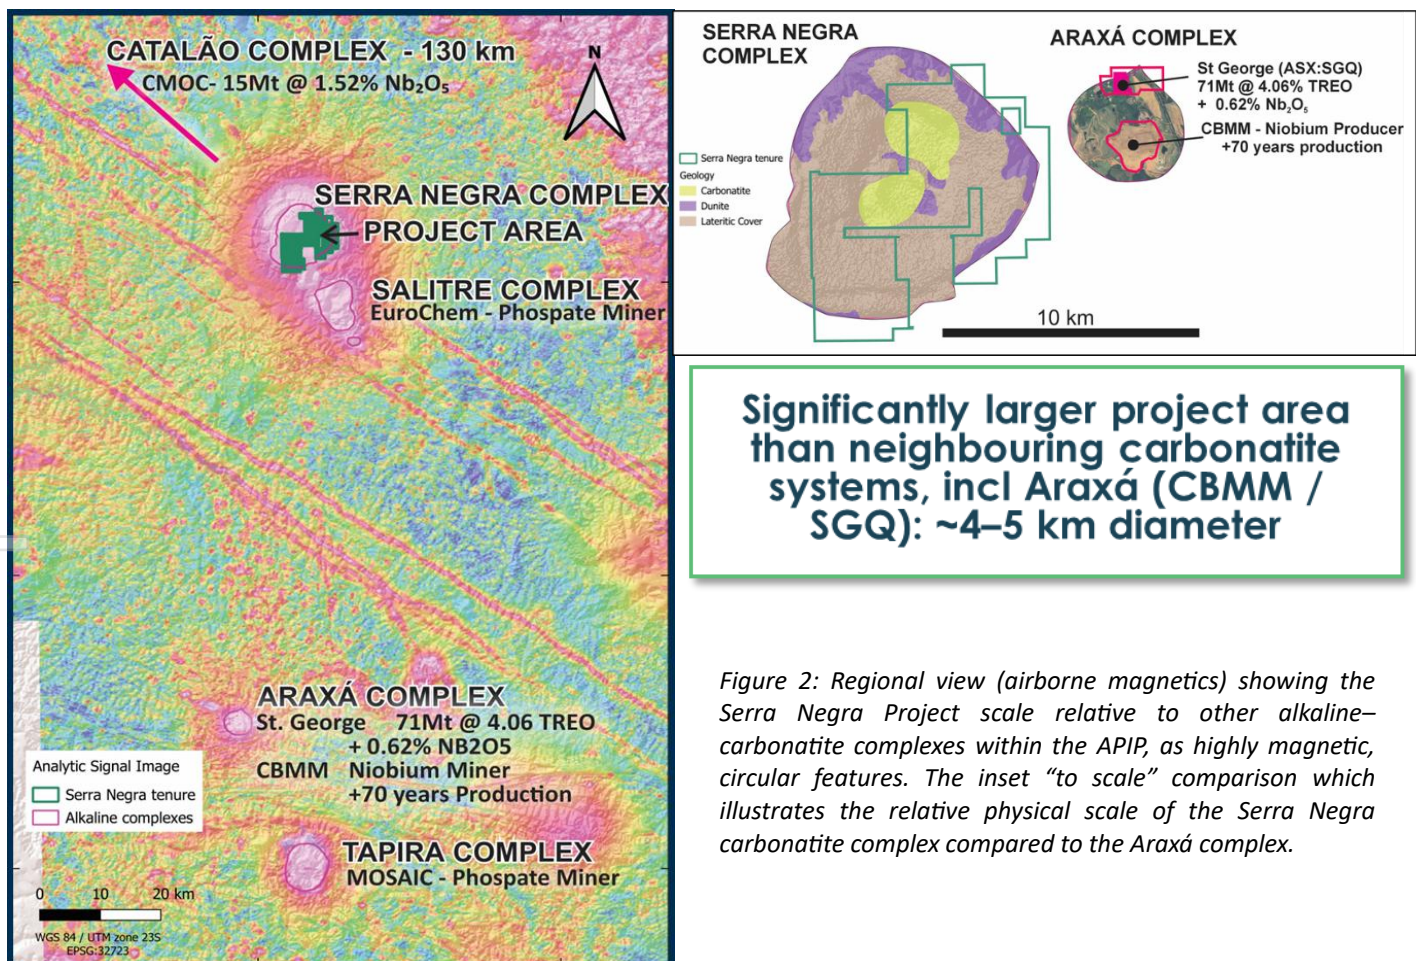 CATALÃO COMPLEX - 130 km
CMOC- 15Mt @ 1.52% Nb₂O₅
N
SERRA NEGRA COMPLEX
PROJECT AREA
SALITRE COMPLEX
EuroChem - Phospate Miner
ARAXÁ COMPLEX
St. George 71Mt @ 4.06 TREO
+ 0.62% NB2O5
CBMM Niobium Miner
+70 years Production
TAPIRA COMPLEX
MOSAIC - Phospate Miner
Analytic Signal Image
Serra Negra tenure
Alkaline complexes
0 10 20 km
WGS 84 / UTM zone 23S
EPSG:32723
SERRA NEGRA
COMPLEX
Serra Negra tenure
Geology
Carbonatite
Dunite
Lateritic Cover
ARAXÁ COMPLEX
St George (ASX:SGQ)
71Mt @ 4.06% TREO
+ 0.62% Nb₂O₅
CBMM - Niobium Producer
+70 years production
10 km
Significantly larger project area
than neighbouring carbonatite
systems, incl Araxá (CBMM /
SGQ): ~4–5 km diameter
Figure 2: Regional view (airborne magnetics) showing the
Serra Negra Project scale relative to other alkaline–
carbonatite complexes within the APIP, as highly magnetic,
circular features. The inset “to scale” comparison which
illustrates the relative physical scale of the Serra Negra
carbonatite complex compared to the Araxá complex.